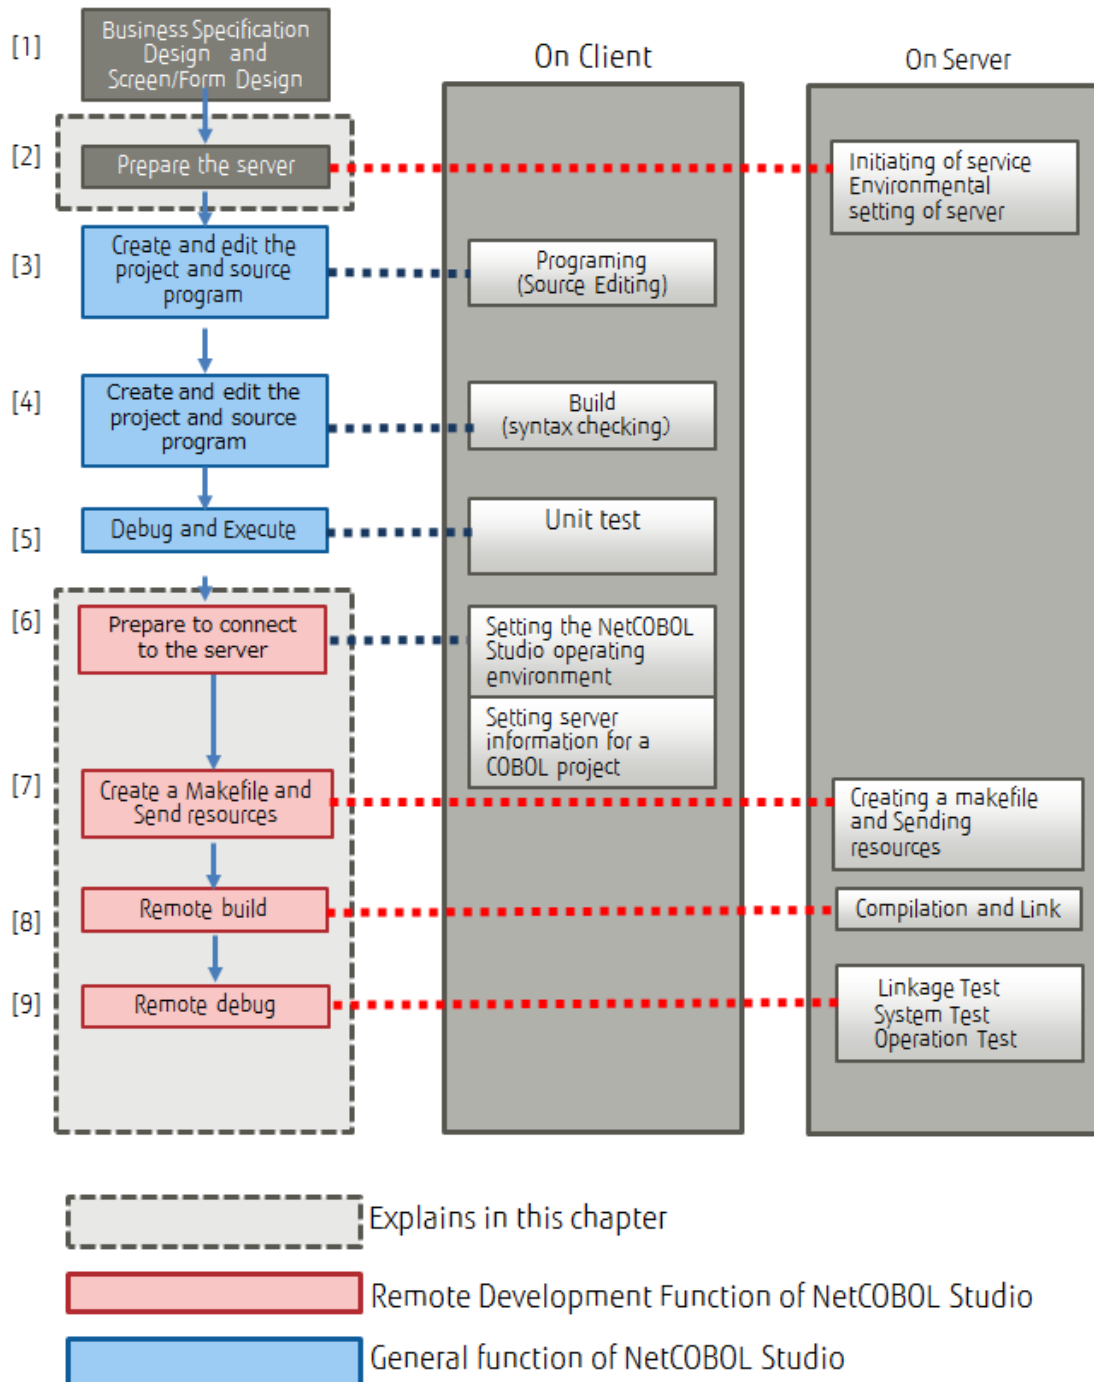 [1]
Business Specification
Design and
Screen/Form Design
On Client
On Server
[2]
Prepare the server
Initiating of service
Environmental
setting of server
[3]
Create and edit the
project and source
program
Programing
(Source Editing)
[4]
Create and edit the
project and source
program
Build
(syntax checking)
[5]
Debug and Execute
Unit test
[6]
Prepare to connect
to the server
Setting the NetCOBOL
Studio operating
environment
Setting server
information for a
COBOL project
[7]
Create a Makefile and
Send resources
Creating a makefile
and Sending
resources
[8]
Remote build
Compilation and Link
[9]
Remote debug
Linkage Test
System Test
Operation Test
Explains in this chapter
Remote Development Function of NetCOBOL Studio
General function of NetCOBOL Studio